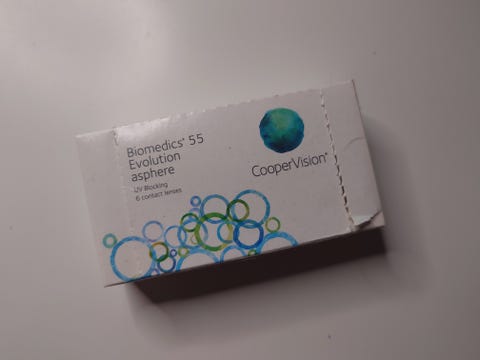 Biomedics® 55
Evolution
asphere
UV Blocking
6 contact lenses
CooperVision®